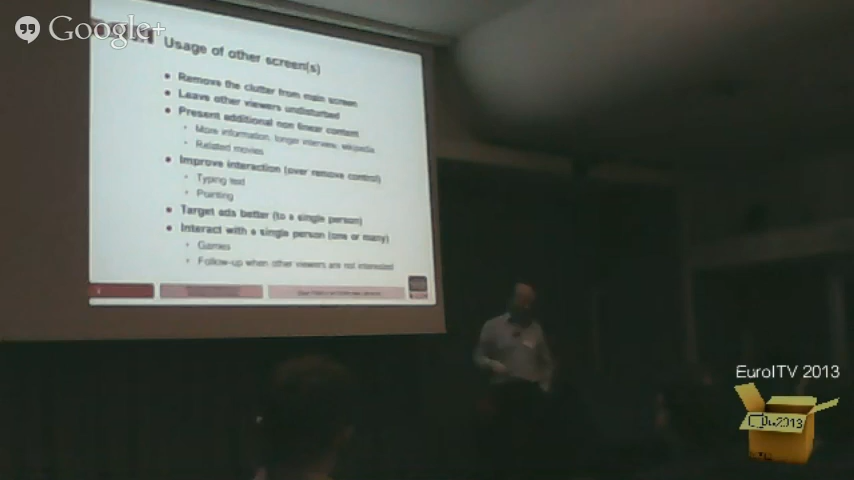 Google+
Usage of other screen(s)
Remove the clutter from main screen
Leave other viewers undisturbed
Present additional non linear content
More information, longer interview, wikipedia
Related movies
Improve interaction (over remove control)
Typing text
Pointing
Target ads better (to a single person)
Interact with a single person (one or many)
Games
Follow-up when other viewers are not interested
EuroITV 2013
2013